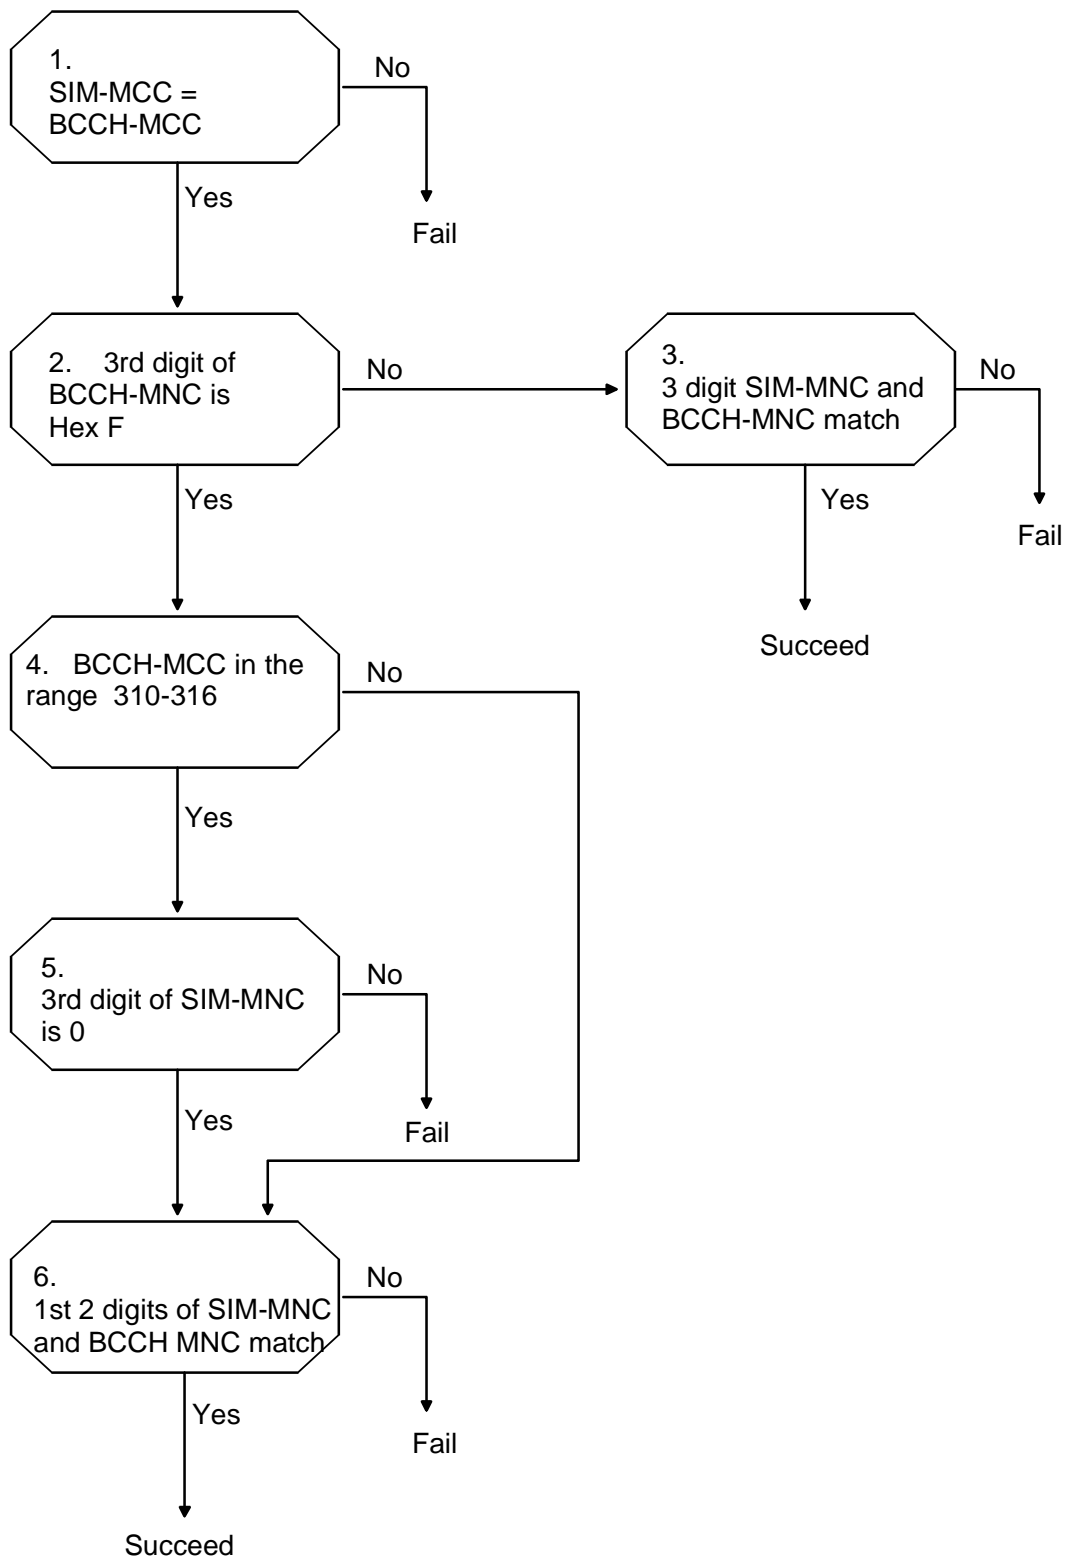 1.
SIM-MCC =
BCCH-MCC
No
Yes
Fail
2. 3rd digit of
BCCH-MNC is
Hex F
No
3.
3 digit SIM-MNC and
BCCH-MNC match
No
Yes
Yes
Fail
Succeed
4. BCCH-MCC in the
range 310-316
No
Yes
5.
3rd digit of SIM-MNC
is 0
No
Yes
Fail
6.
1st 2 digits of SIM-MNC
and BCCH MNC match
No
Yes
Fail
Succeed